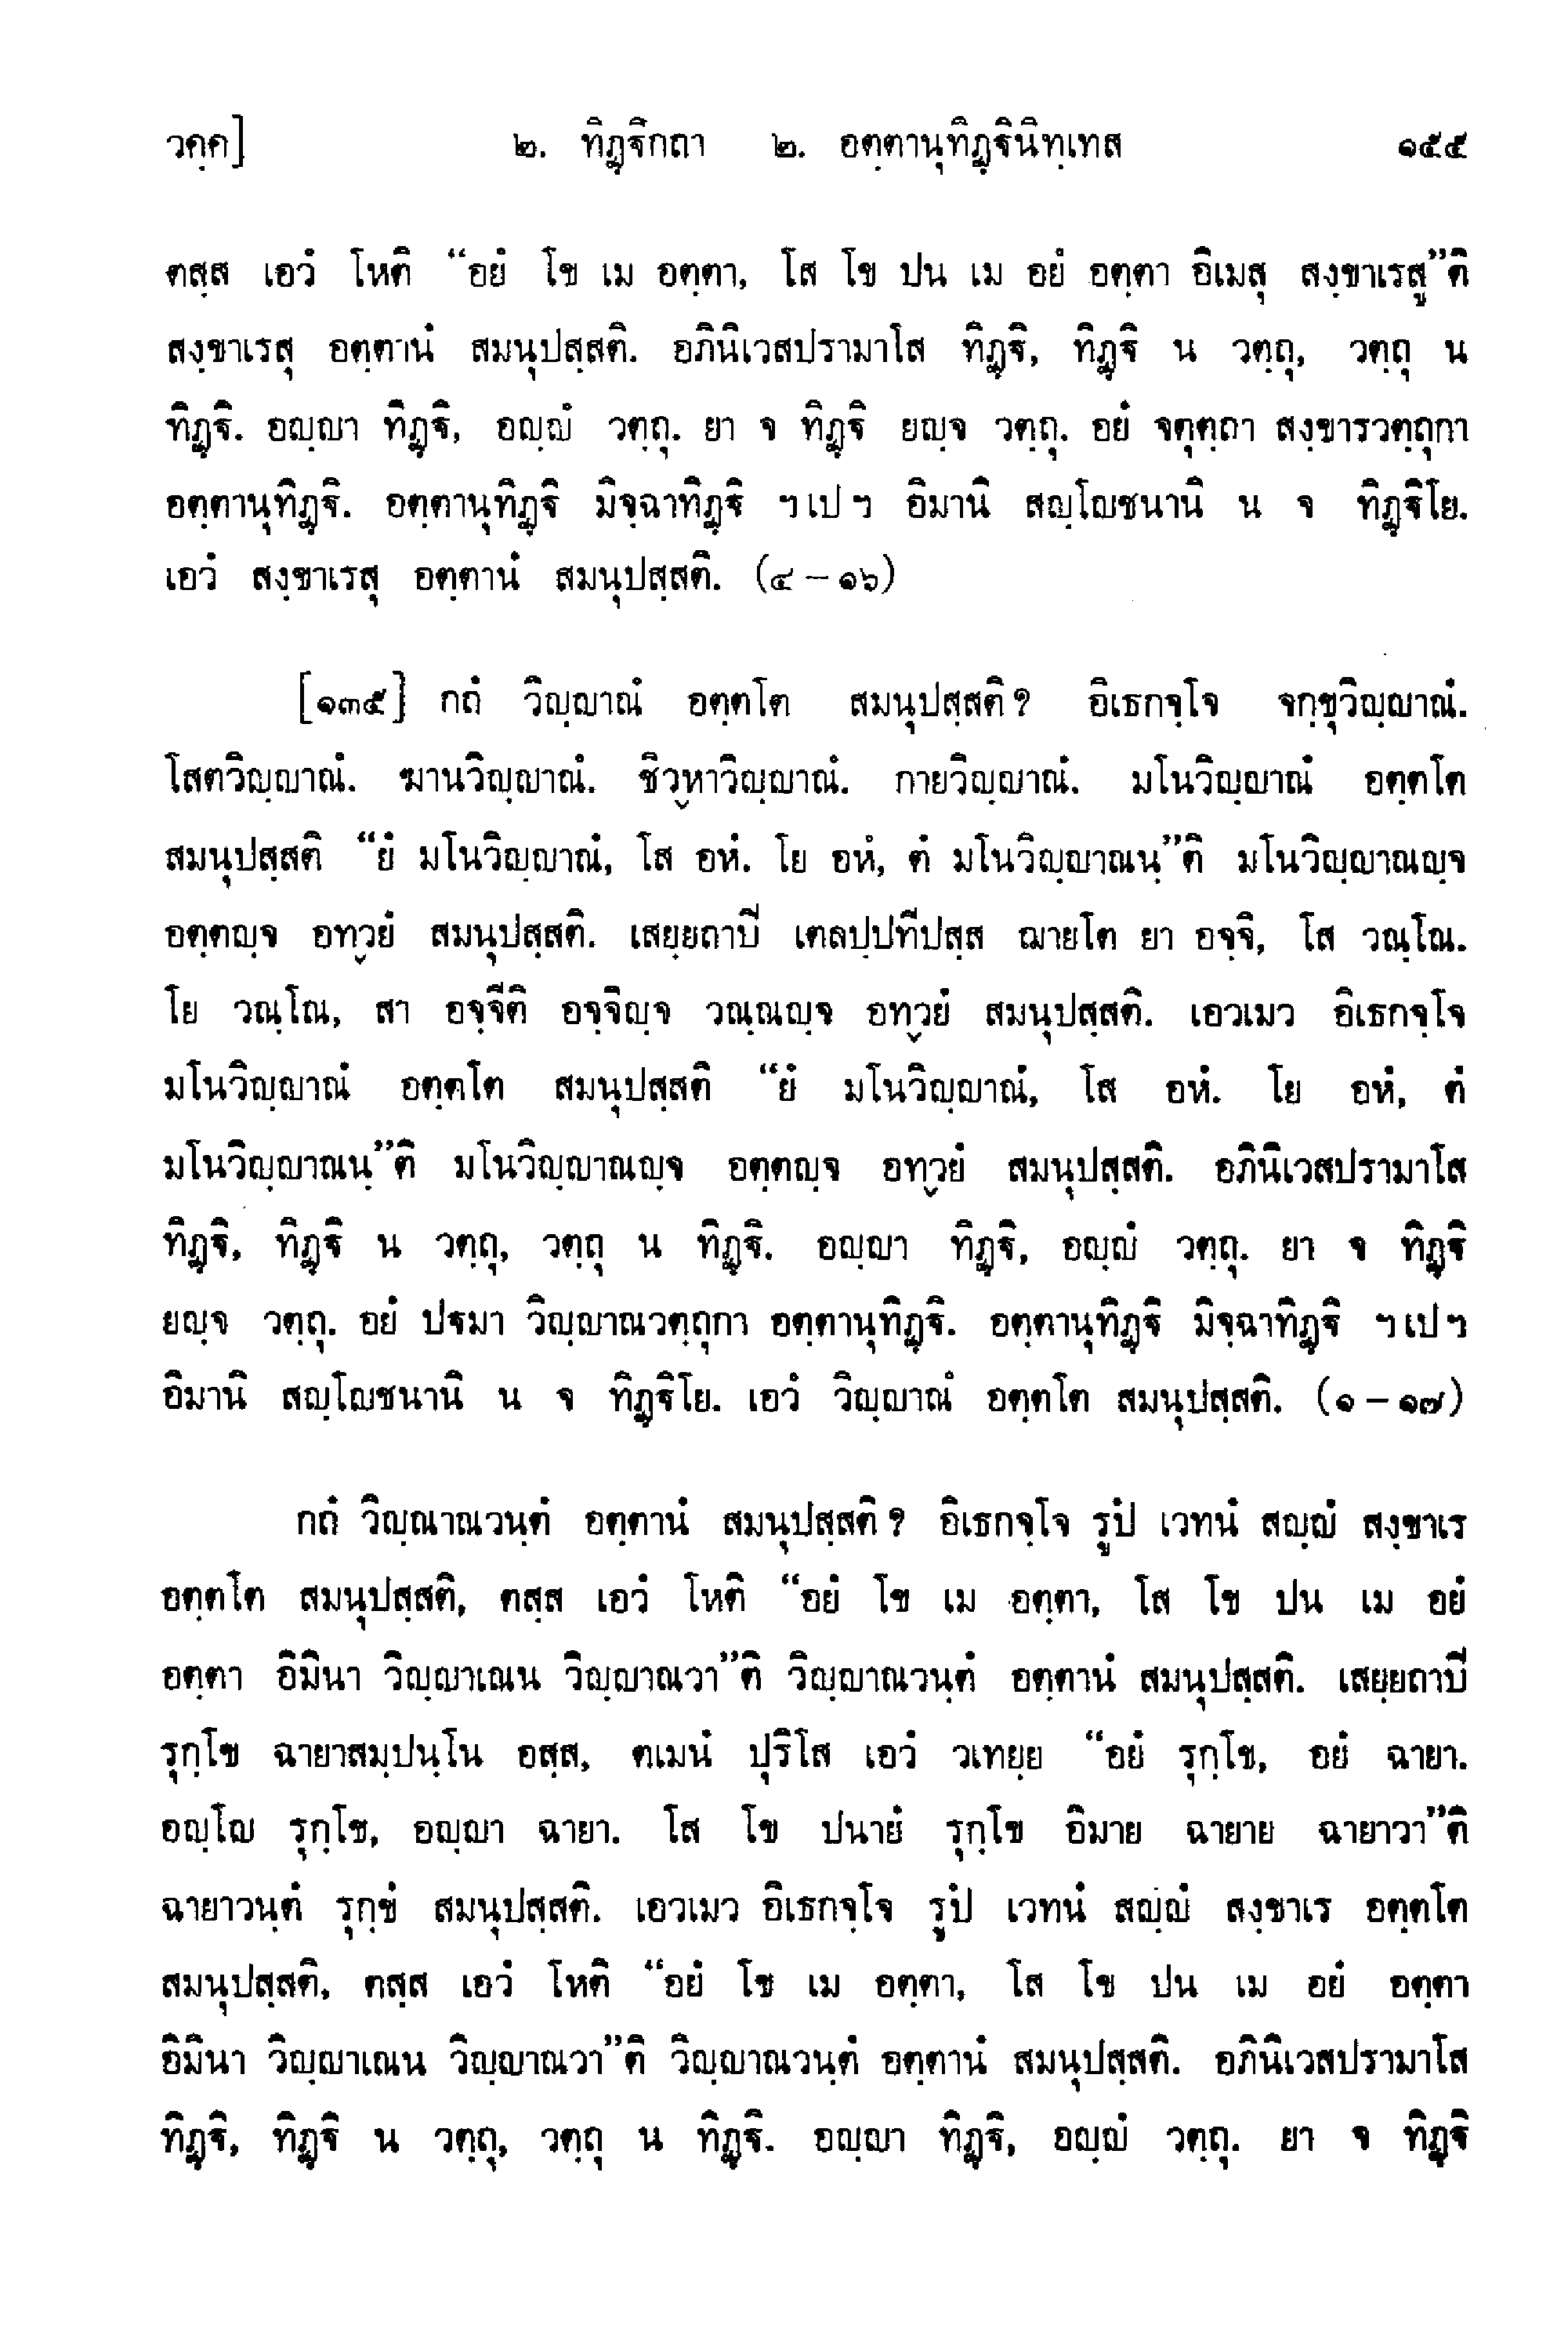 วคฺค]	๒. ทิฏฺฐิกถา ๒. อตฺตานุทิฏฺฐินิทฺเทส	๑๕๕
ตสฺส เอวํ โหติ “อยํ โข เม อตฺตา, โส โข ปน เม อยํ อตฺตา อิเมสุ สงฺขาเรสู”ติ
สงฺขาเรสุ อตฺตานํ สมนุปสฺสติ. อภินิเวสปรามาโส ทิฏฺฐิ, ทิฏฺฐิ น วตฺถุ, วตฺถุ น
ทิฏฺฐิ. อญฺญา ทิฏฺฐิ, อญฺญํ วตฺถุ. ยา จ ทิฏฺฐิ ยญฺจ วตฺถุ. อยํ จตุตฺถา สงฺขารวตฺถุกา
อตฺตานุทิฏฺฐิ. อตฺตานุทิฏฺฐิ มิจฺฉาทิฏฺฐิ ฯเปฯ อิมานิ สญฺโญชนานิ น จ ทิฏฺฐิโย.
เอวํ สงฺขาเรสุ อตฺตานํ สมนุปสฺสติ. (๔ – ๑๖)
[๑๓๕] กถํ วิญฺญาณํ อตฺตโต สมนุปสฺสติ ? อิเธกจฺโจ จกฺขุวิญฺญาณํ.
โสตวิญฺญาณํ. ฆานวิญฺญาณํ. ชิวฺหาวิญฺญาณํ. กายวิญฺญาณํ. มโนวิญฺญาณํ อตฺตโต
สมนุปสฺสติ “ยํ มโนวิญฺญาณํ, โส อหํ. โย อหํ, ตํ มโนวิญฺญาณนฺ”ติ มโนวิญฺญาณญฺจ
อตฺตญฺจ อทฺวยํ สมนุปสฺสติ. เสยฺยถาปิ เตลปฺปทีปสฺส ฌายโต ยา อจฺจิ, โส วณฺโณ.
โย วณฺโณ, สา อจฺจีติ อจฺจิญฺจ วณฺณญฺจ อทฺวยํ สมนุปสฺสติ. เอวเมว อิเธกจฺโจ
มโนวิญฺญาณํ อตฺตโต สมนุปสฺสติ “ยํ มโนวิญฺญาณํ, โส อหํ. โย อหํ, ตํ
มโนวิญฺญาณนฺ”ติ มโนวิญฺญาณญฺจ อตฺตญฺจ อทฺวยํ สมนุปสฺสติ. อภินิเวสปรามาโส
ทิฏฺฐิ, ทิฏฺฐิ น วตฺถุ, วตฺถุ น ทิฏฺฐิ. อญฺญา ทิฏฺฐิ, อญฺญํ วตฺถุ. ยา จ ทิฏฺฐิ
ยญฺจ วตฺถุ. อยํ ปฐมา วิญฺญาณวตฺถุกา อตฺตานุทิฏฺฐิ. อตฺตานุทิฏฺฐิ มิจฺฉาทิฏฺฐิ ฯเปฯ
อิมานิ สญฺโญชนานิ น จ ทิฏฺฐิโย. เอวํ วิญฺญาณํ อตฺตโต สมนุปสฺสติ. (๑ – ๑๗)
กถํ วิญฺณาณวนฺตํ อตฺตานํ สมนุปสฺสติ ? อิเธกจฺโจ รูปํ เวทนํ สญฺญํ สงฺขาเร
อตฺตโต สมนุปสฺสติ, ตสฺส เอวํ โหติ “อยํ โข เม อตฺตา, โส โข ปน เม อยํ
อตฺตา อิมินา วิญฺญาเณน วิญฺญาณวา”ติ วิญฺญาณวนฺตํ อตฺตานํ สมนุปสฺสติ. เสยฺยถาปิ
รุกฺโข ฉายาสมฺปนฺโน อสฺส, ตเมนํ ปุริโส เอวํ วเทยฺย “อยํ รุกฺโข, อยํ ฉายา.
อญฺโญ รุกฺโข, อญฺญา ฉายา. โส โข ปนายํ รุกฺโข อิมาย ฉายาย ฉายาวา”ติ
ฉายาวนฺตํ รุกฺขํ สมนุปสฺสติ. เอวเมว อิเธกจฺโจ รูปํ เวทนํ สญฺญํ สงฺขาเร อตฺตโต
สมนุปสฺสติ, ตสฺส เอวํ โหติ “อยํ โข เม อตฺตา, โส โข ปน เม อยํ อตฺตา
อิมินา วิญฺญาเณน วิญฺญาณวา”ติ วิญฺญาณวนฺตํ อตฺตานํ สมนุปสฺสติ. อภินิเวสปรามาโส
ทิฏฺฐิ, ทิฏฺฐิ น วตฺถุ, วตฺถุ น ทิฏฺฐิ. อญฺญา ทิฏฺฐิ, อญฺญํ วตฺถุ. ยา จ ทิฏฺฐิ